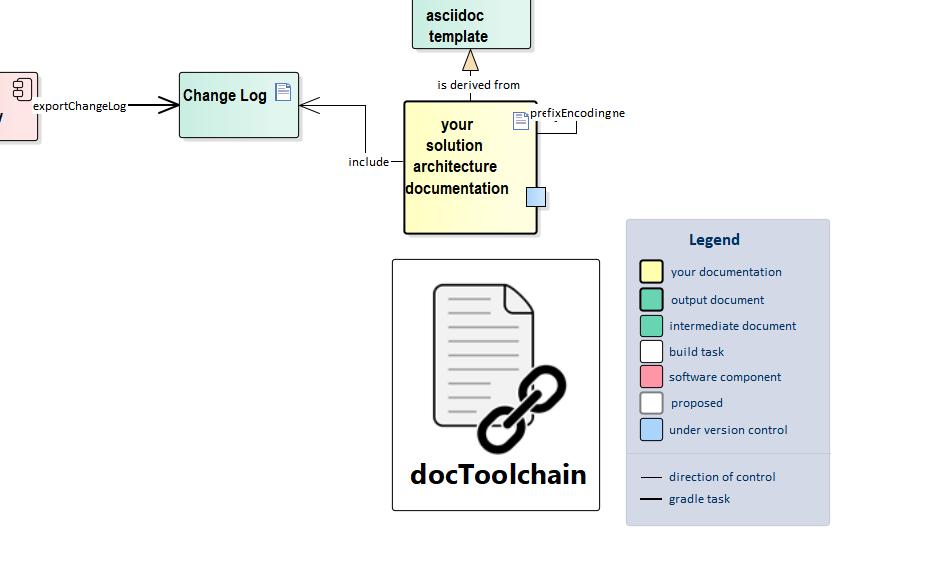 asciidoc
template
is derived from
exportChangeLog
Change Log
prefixEncodingne
your
solution
architecture
documentation
include
Legend
your documentation
output document
intermediate document
build task
software component
proposed
under version control
direction of control
gradle task
docToolchain